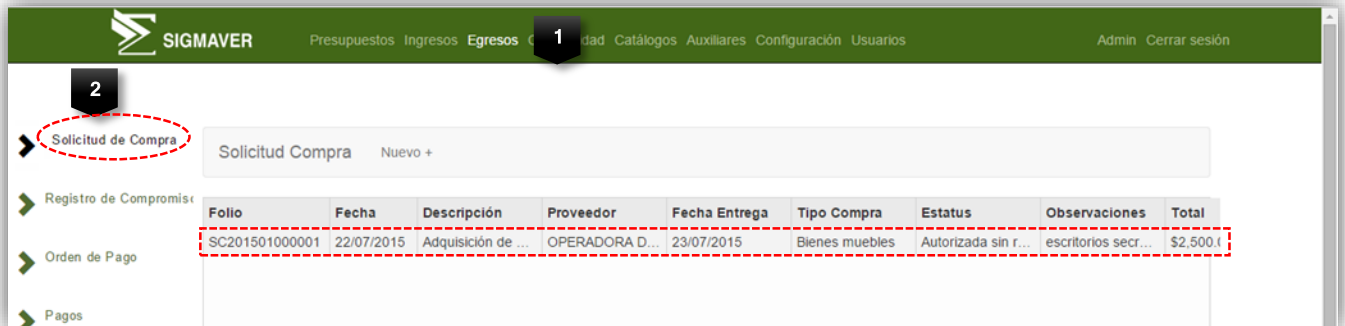 SIGMAVER Presupuestos Ingresos Egresos 1 Catálogos Auxiliares Configuración Usuarios Admin Cerrar sesión
2
Solicitud de Compra
Solicitud Compra Nuevo +
Registro de Compromis
Folio Fecha Descripción Proveedor Fecha Entrega Tipo Compra Estatus Observaciones Total
SC201501000001 22/07/2015 Adquisición de ... OPERADORA D... 23/07/2015 Bienes muebles Autorizada sin r... escritorios secr... $2,500.
Orden de Pago
Pagos